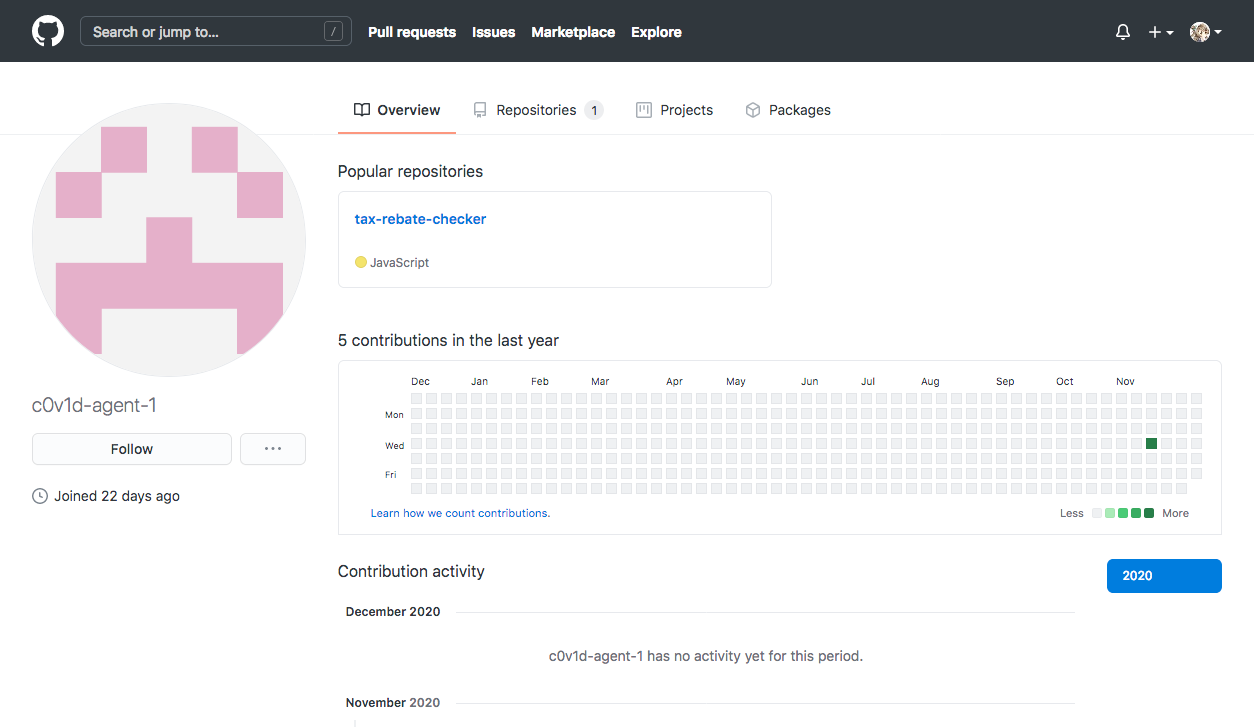 Search or jump to... /
Pull requests
Issues
Marketplace
Explore
Overview
Repositories 1
Projects
Packages
Popular repositories
tax-rebate-checker
JavaScript
c0v1d-agent-1
Follow
...
Joined 22 days ago
5 contributions in the last year
Dec Jan Feb Mar Apr May Jun Jul Aug Sep Oct Nov
Mon
Wed
Fri
Learn how we count contributions.
Less More
Contribution activity
2020
December 2020
c0v1d-agent-1 has no activity yet for this period.
November 2020